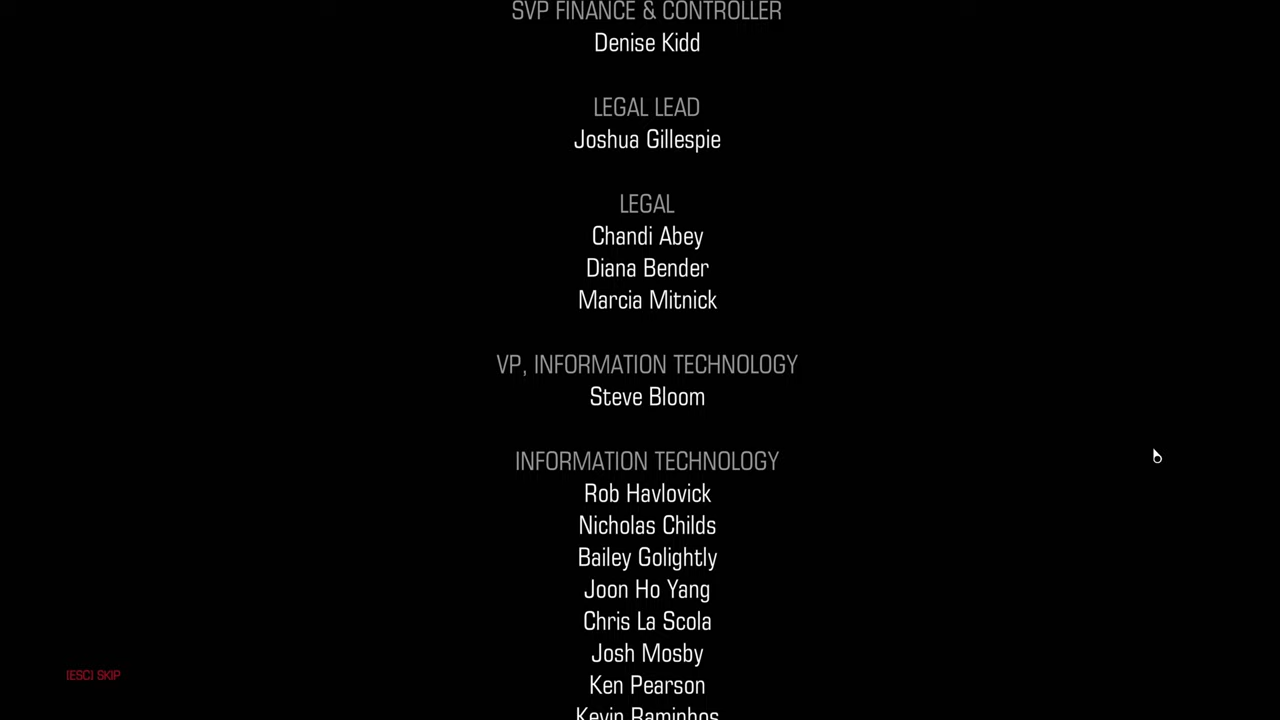 SVP FINANCE & CONTROLLER
Denise Kidd
LEGAL LEAD
Joshua Gillespie
LEGAL
Chandi Abey
Diana Bender
Marcia Mitnick
VP, INFORMATION TECHNOLOGY
Steve Bloom
INFORMATION TECHNOLOGY
Rob Havlovick
Nicholas Childs
Bailey Golightly
Joon Ho Yang
Chris La Scola
Josh Mosby
Ken Pearson
Kevin Raminhos
[ESC] SKIP